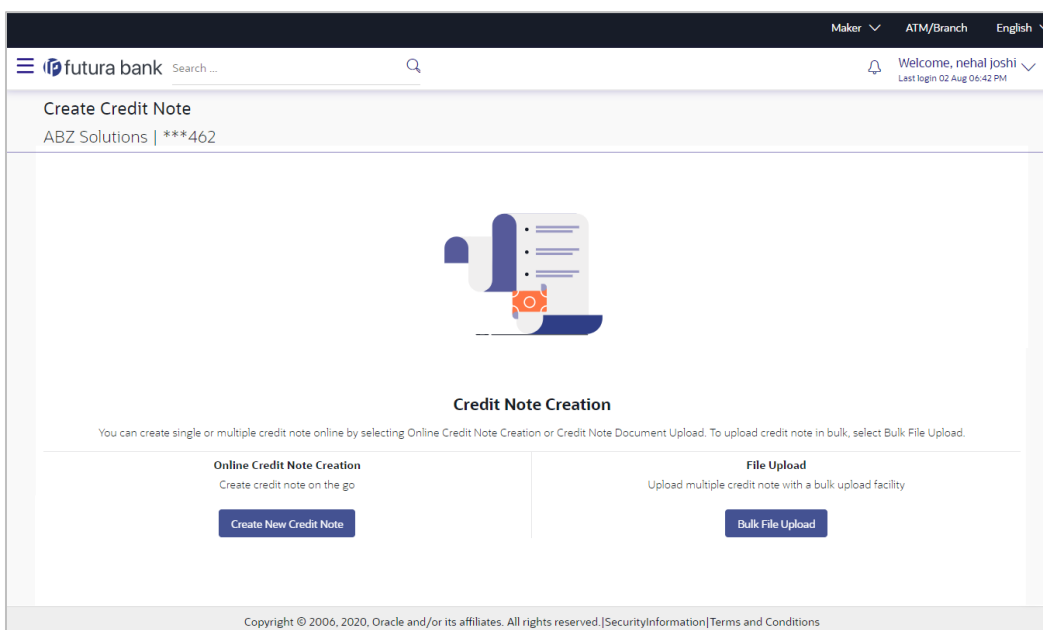 Maker ATM/Branch English
futura bank Search ... Welcome, nehal joshi
Last login 02 Aug 06:42 PM
Create Credit Note
ABZ Solutions | ***462
Credit Note Creation
You can create single or multiple credit note online by selecting Online Credit Note Creation or Credit Note Document Upload. To upload credit note in bulk, select Bulk File Upload.
Online Credit Note Creation File Upload
Create credit note on the go Upload multiple credit note with a bulk upload facility
Create New Credit Note Bulk File Upload
Copyright © 2006, 2020, Oracle and/or its affiliates. All rights reserved.|SecurityInformation|Terms and Conditions